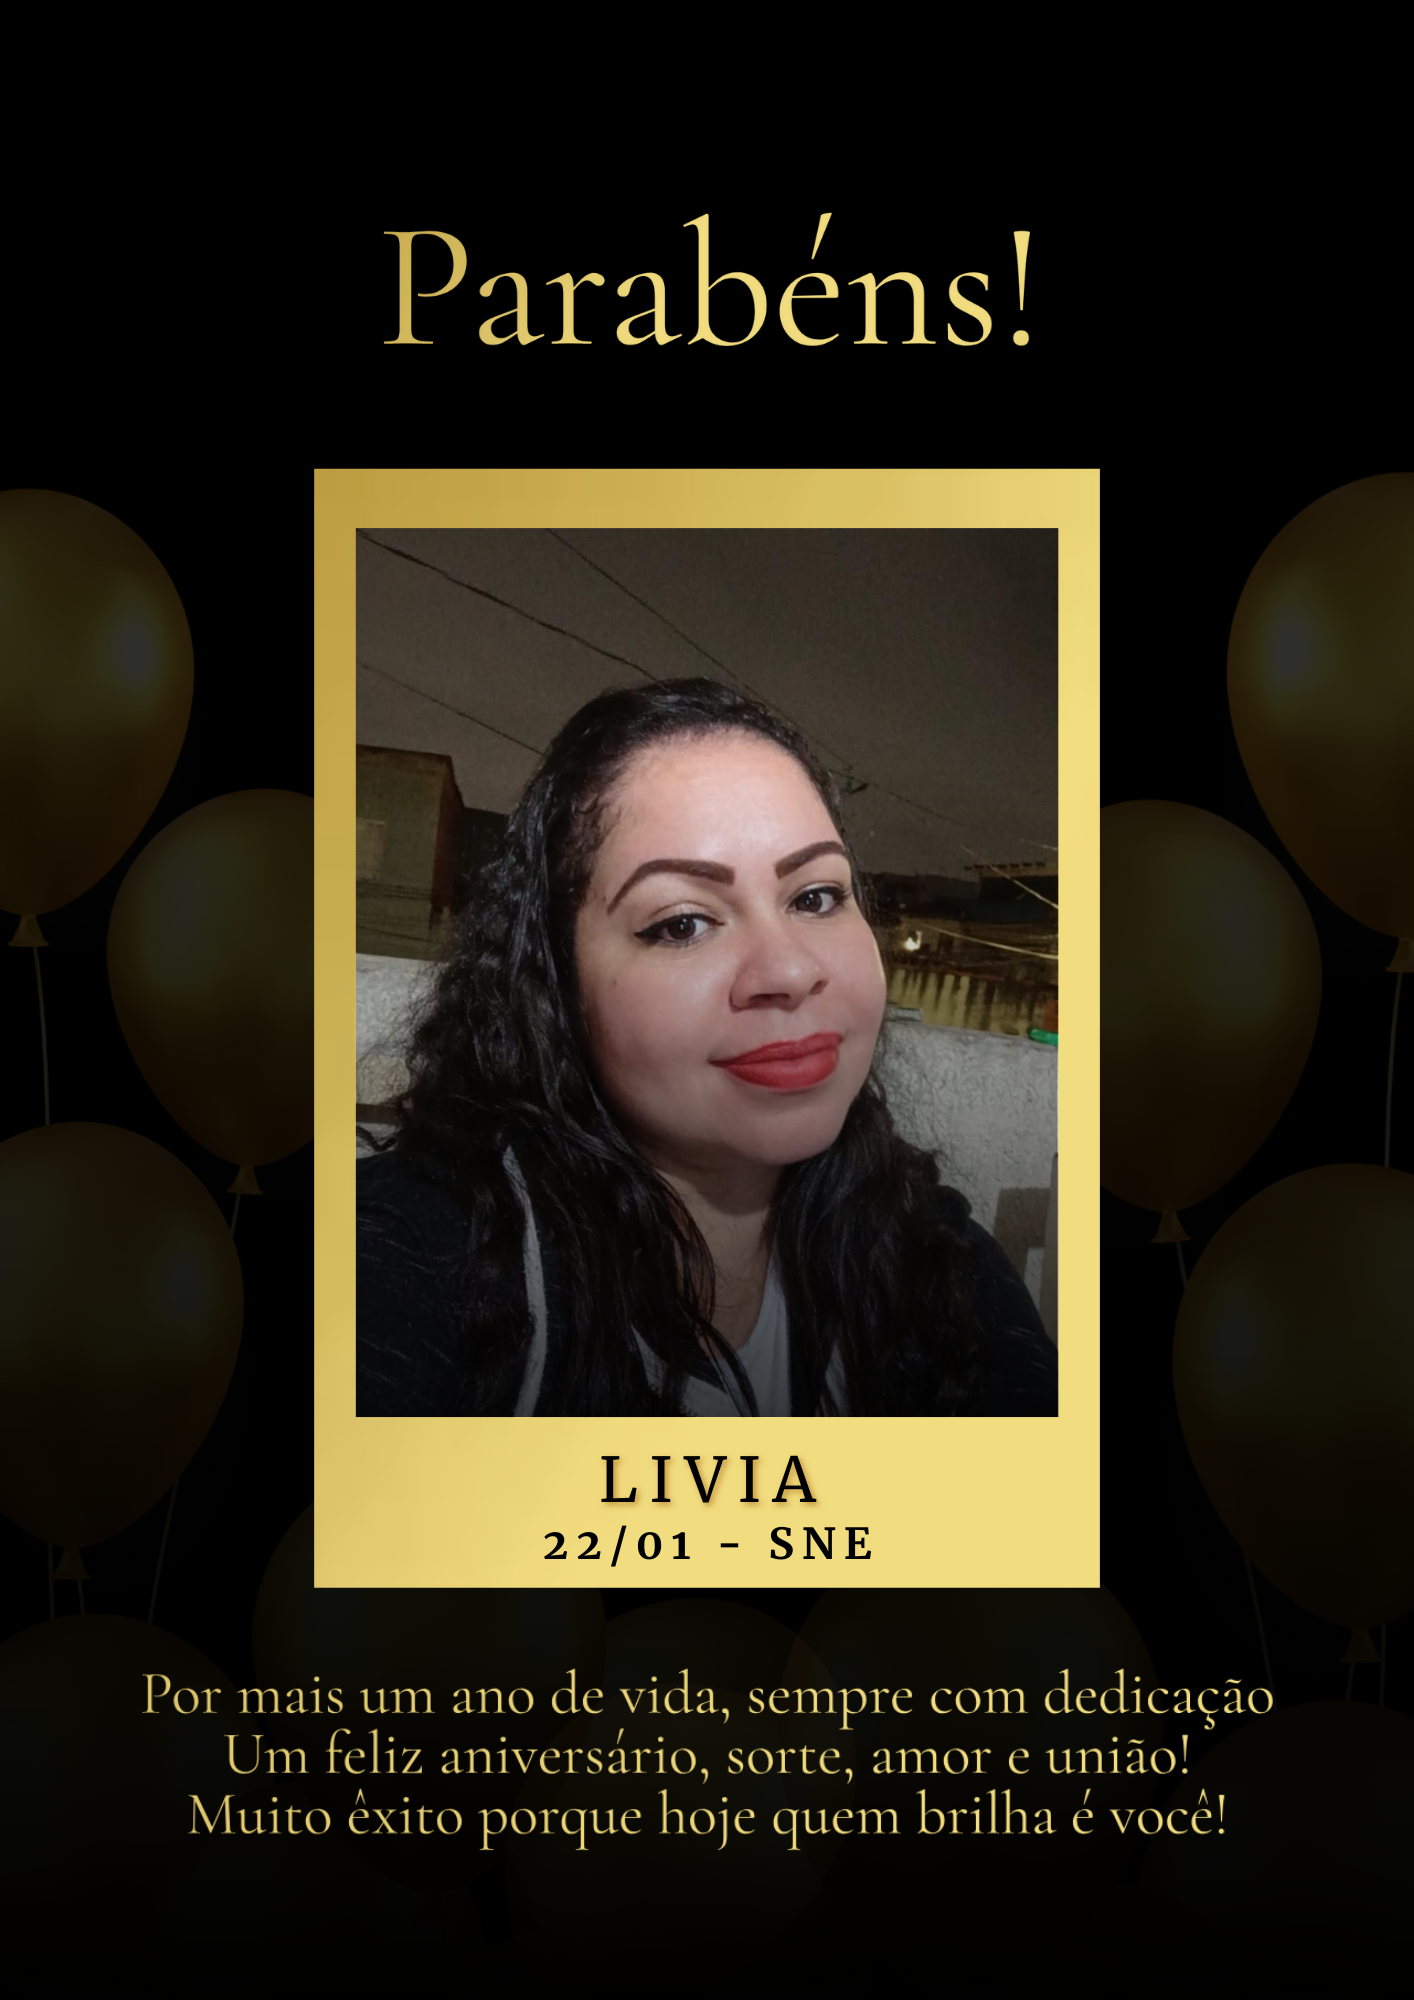 Parabéns!
LIVIA
22/01 - SNE
Por mais um ano de vida, sempre com dedicação
Um feliz aniversário, sorte, amor e união!
Muito êxito porque hoje quem brilha é você!